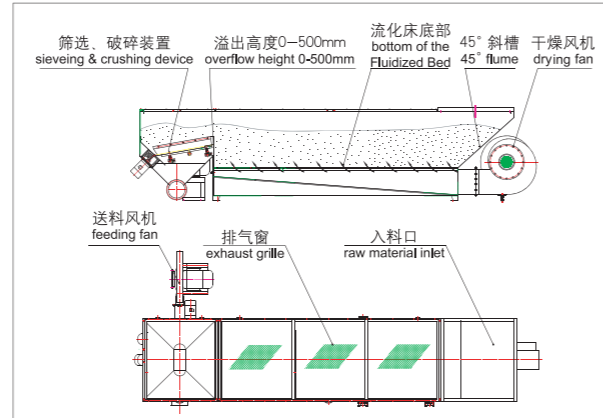 筛选、破碎装置
sieveing & crushing device
溢出高度0-500mm
overflow height 0-500mm
流化床底部
bottom of the
Fluidized Bed
45° 斜槽
45° flume
干燥风机
drying fan
送料风机
feeding fan
排气窗
exhaust grille
入料口
raw material inlet